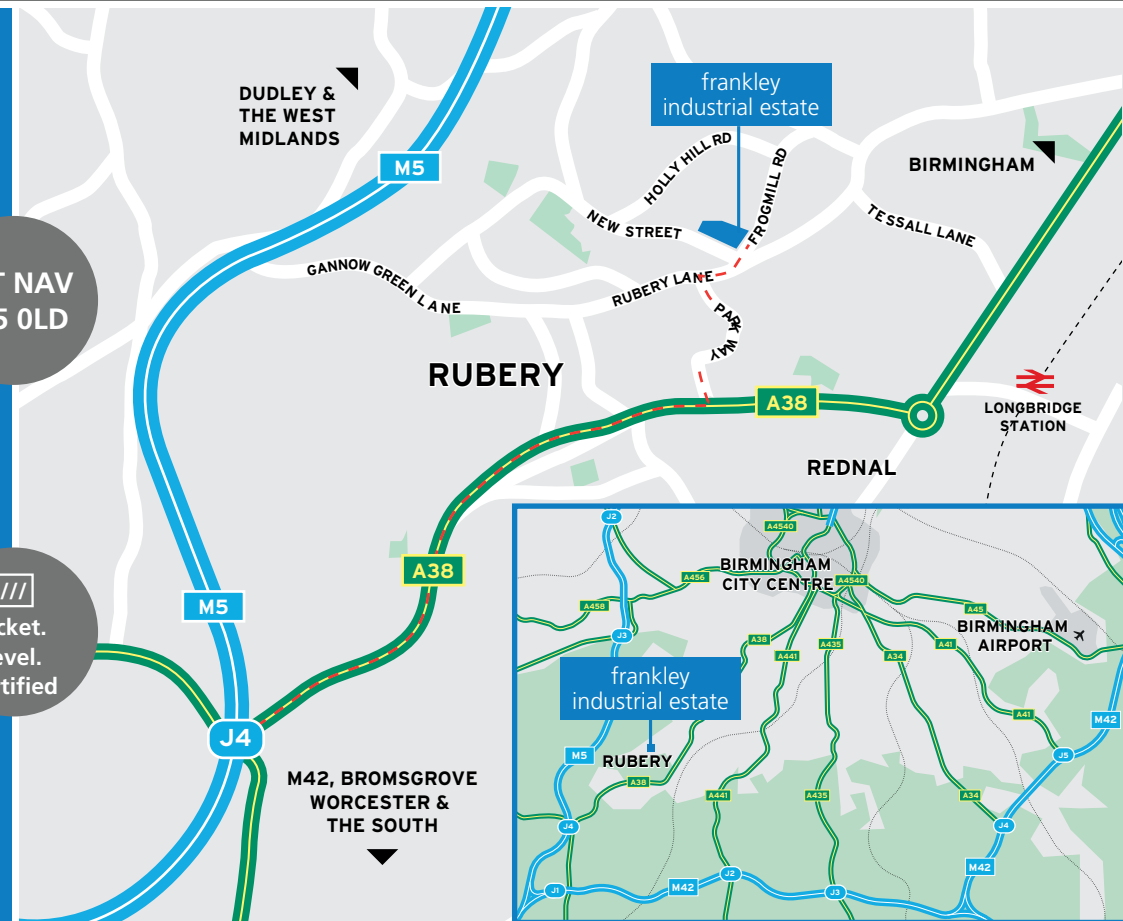 DUDLEY &
THE WEST
MIDLANDS
M5
frankley
industrial estate
HOLLY HILL RD
FROGMILL RD
BIRMINGHAM
NEW STREET
TESSALL LANE
GANNOW GREEN LANE
RUBERY LANE
PARK WAY
NAV
0LD
RUBERY
A38
LONGBRIDGE
STATION
REDNAL
A38
M5
///
J4
M42, BROMSGROVE
WORCESTER &
THE SOUTH
J2
A4540
BIRMINGHAM
CITY CENTRE
A456
A4540
A458
A45
J3
A38
A435
A41
BIRMINGHAM
AIRPORT
A441
A34
frankley
industrial estate
A41
M42
M5
RUBERY
J5
A38
A441
A435
A34
J4
J4
M42
J2
J1
M42
J3